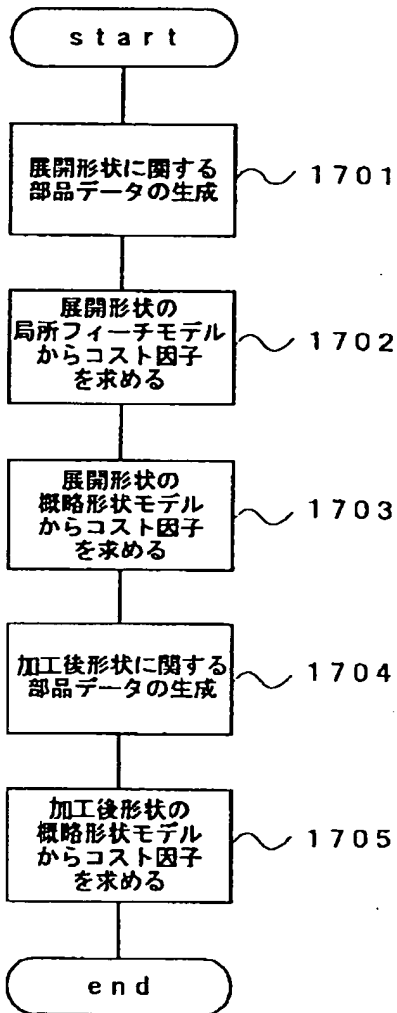 start
展開形状に関する
部品データの生成
1701
展開形状の
局所フィーチモデル
からコスト因子
を求める
1702
展開形状の
概略形状モデル
からコスト因子
を求める
1703
加工後形状に関する
部品データの生成
1704
加工後形状の
概略形状モデル
からコスト因子
を求める
1705
end